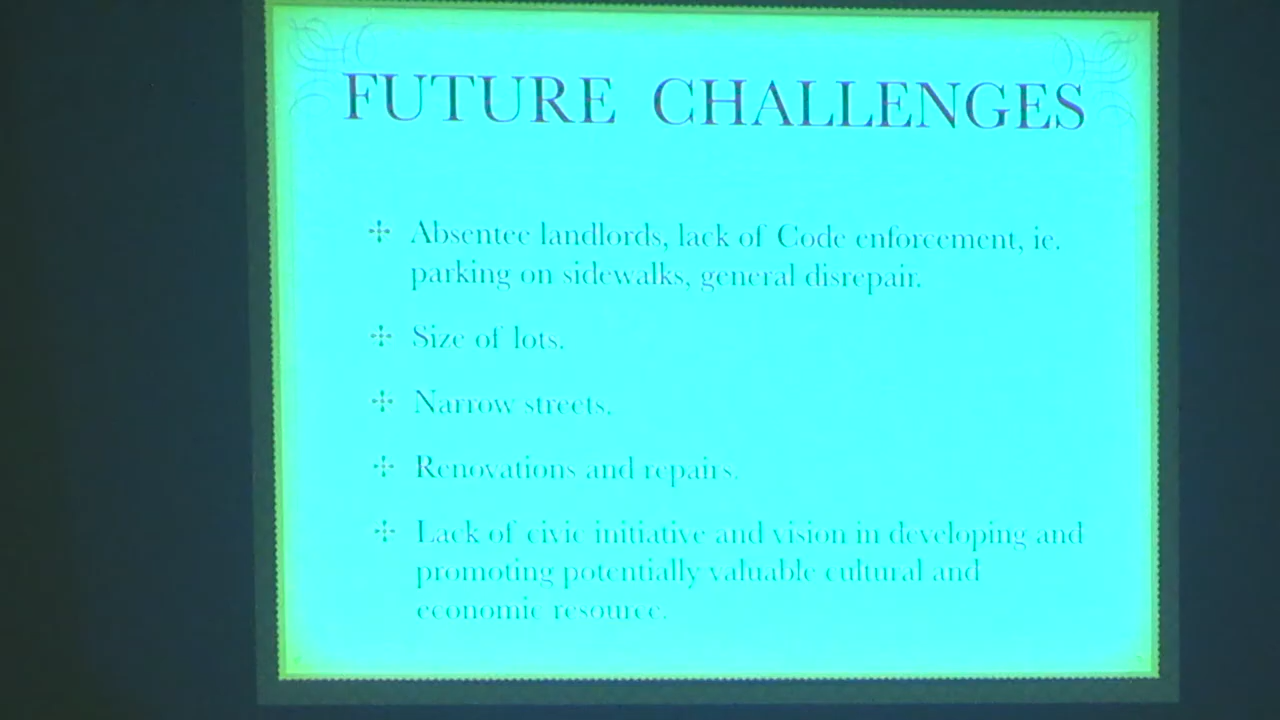 FUTURE CHALLENGES
Absentee landlords, lack of Code enforcement, ie.
parking on sidewalks, general disrepair.
Size of lots.
Narrow streets.
Renovations and repairs.
Lack of civic initiative and vision in developing and
promoting potentially valuable cultural and
economic resource.